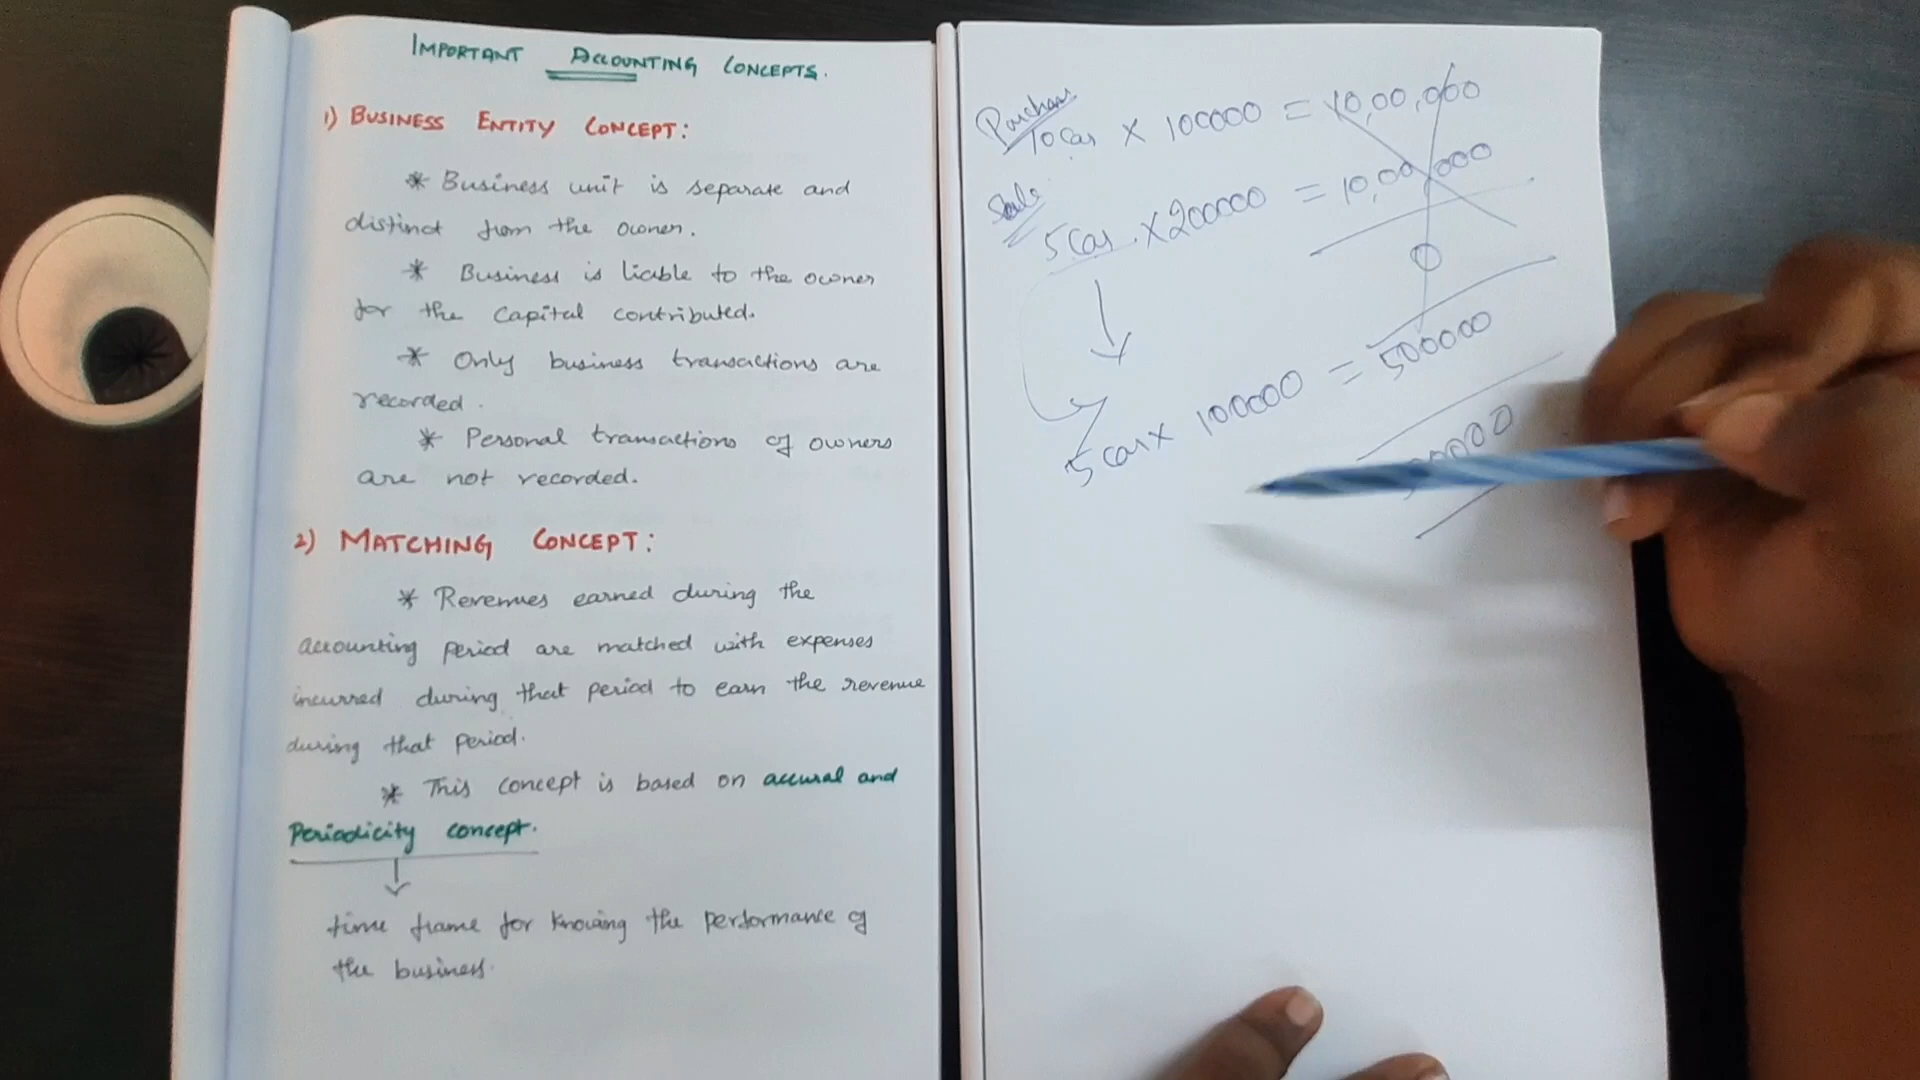 IMPORTANT ACCOUNTING CONCEPTS.
1) BUSINESS ENTITY CONCEPT:
* Business unit is separate and
distinct from the owner.
* Business is liable to the owner
for the capital contributed.
* Only business transactions are
recorded.
* Personal transactions of owners
are not recorded.
2) MATCHING CONCEPT:
* Revenues earned during the
accounting period are matched with expenses
incurred during that period to earn the revenue
during that period.
* This concept is based on accural and
Periodicity concept.
time frame for knowing the performance of
the business.
10 Car × 100000 = 10,00,000
Sale
5 Car × 200000 = 10,00,000
0
5 car × 100000 = 500000